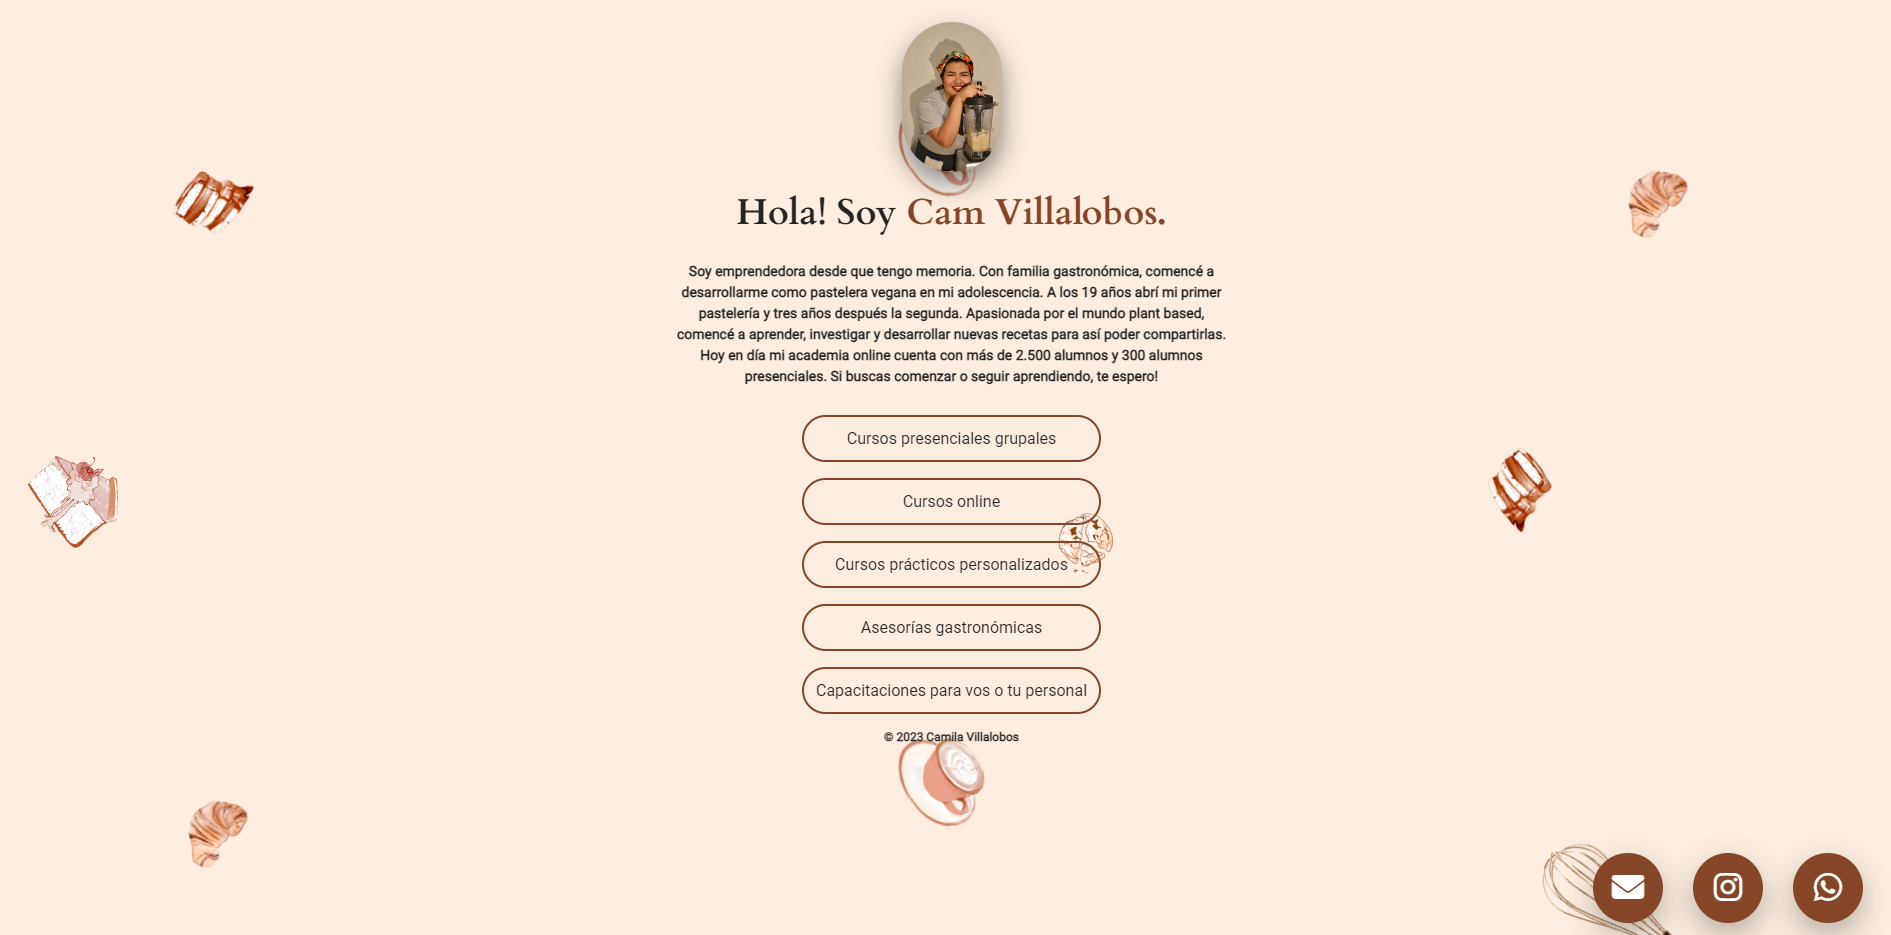 Hola! Soy Cam Villalobos.
Soy emprendedora desde que tengo memoria. Con familia gastronómica, comencé a
desarrollarme como pastelera vegana en mi adolescencia. A los 19 años abrí mi primer
pastelería y tres años después la segunda. Apasionada por el mundo plant based,
comencé a aprender, investigar y desarrollar nuevas recetas para así poder compartirlas.
Hoy en día mi academia online cuenta con más de 2.500 alumnos y 300 alumnos
presenciales. Si buscas comenzar o seguir aprendiendo, te espero!
Cursos presenciales grupales
Cursos online
Cursos prácticos personalizados
Asesorías gastronómicas
Capacitaciones para vos o tu personal
© 2023 Camila Villalobos